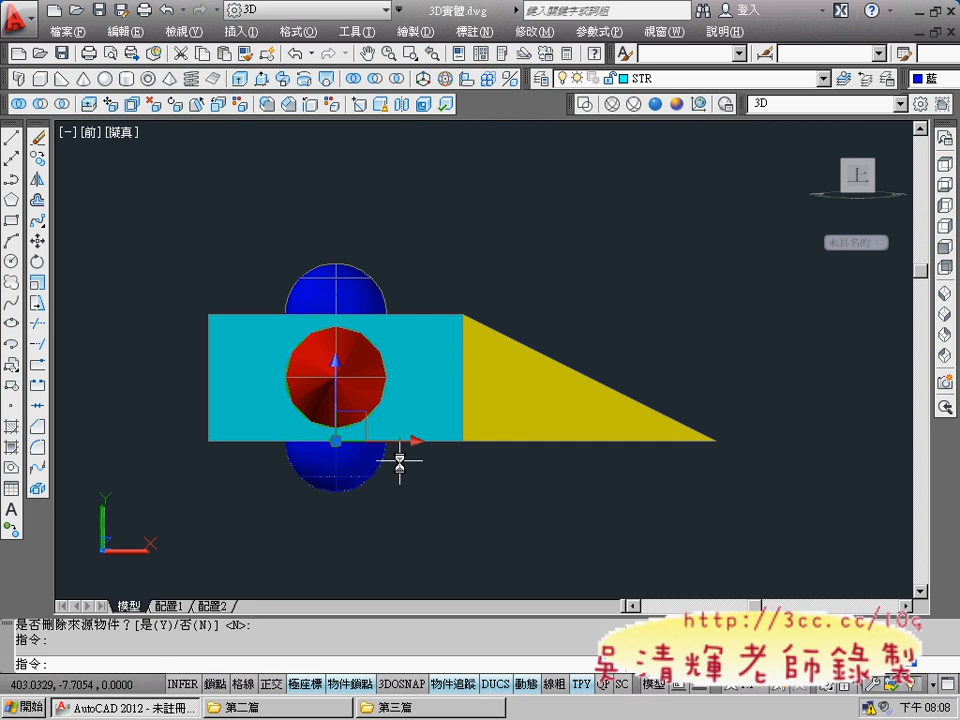 3D
3D實體.dwg
鍵入關鍵字或詞組
登入
檔案(F)
編輯(E)
檢視(V)
插入(I)
格式(O)
工具(T)
繪製(D)
標註(N)
修改(M)
參數式(P)
視窗(W)
說明(H)
STR
藍
3D
[-][前][擬真]
上
未具名的
Y
X
模型
配置1
配置2
是否刪除來源物件？[是(Y)/否(N)] <N>:
指令:
指令:
http://3cc.cc/10g
吳清輝老師錄製
403.0329, -7.7054, 0.0000
INFER
鎖點
格線
正交
極座標
物件鎖點
3DOSNAP
物件追蹤
DUCS
動態
線粗
TPY
QP
SC
模型
開始
AutoCAD 2012 - 未註冊...
第二篇
第三篇
下午 08:08